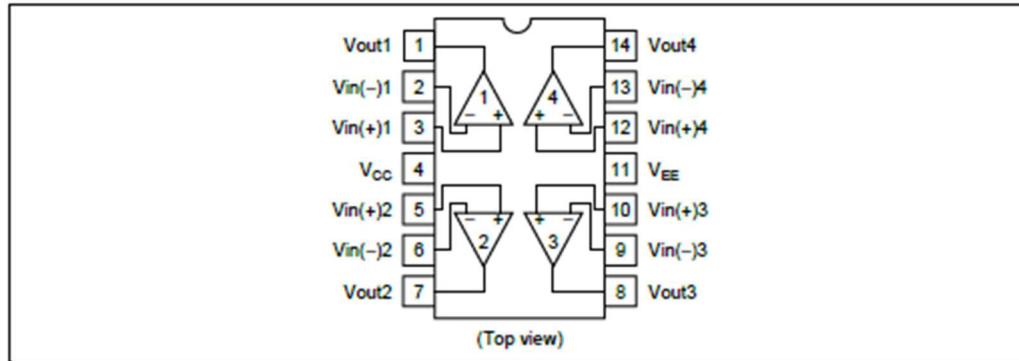 Vout1 1 14 Vout4
Vin(−)1 2 13 Vin(−)4
1 4
− + + −
Vin(+)1 3 12 Vin(+)4
VCC 4 11 VEE
Vin(+)2 5 10 Vin(+)3
− + + −
2 3
Vin(−)2 6 9 Vin(−)3
Vout2 7 8 Vout3
(Top view)